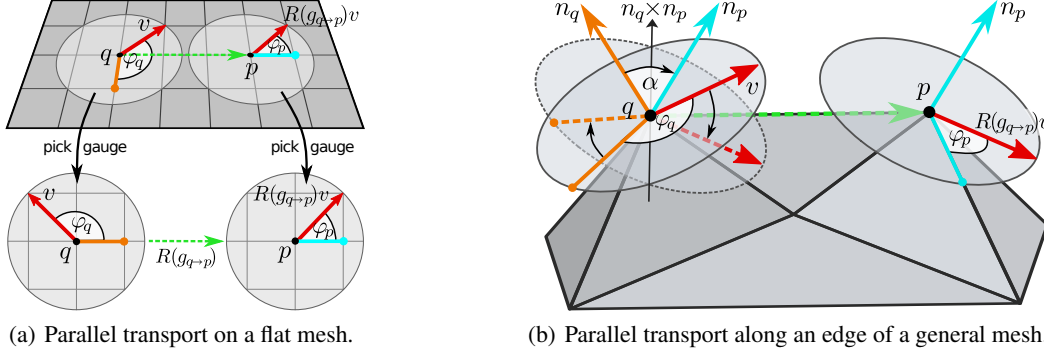 v
R(g_{q→p})v
q
φ_q
p
φ_p
pick gauge
pick gauge
v
φ_q
q
R(g_{q→p})
R(g_{q→p})v
φ_p
p
(a) Parallel transport on a flat mesh.
n_q
n_q × n_p
n_p
α
q
v
φ_q
n_p
p
R(g_{q→p})v
φ_p
(b) Parallel transport along an edge of a general mesh